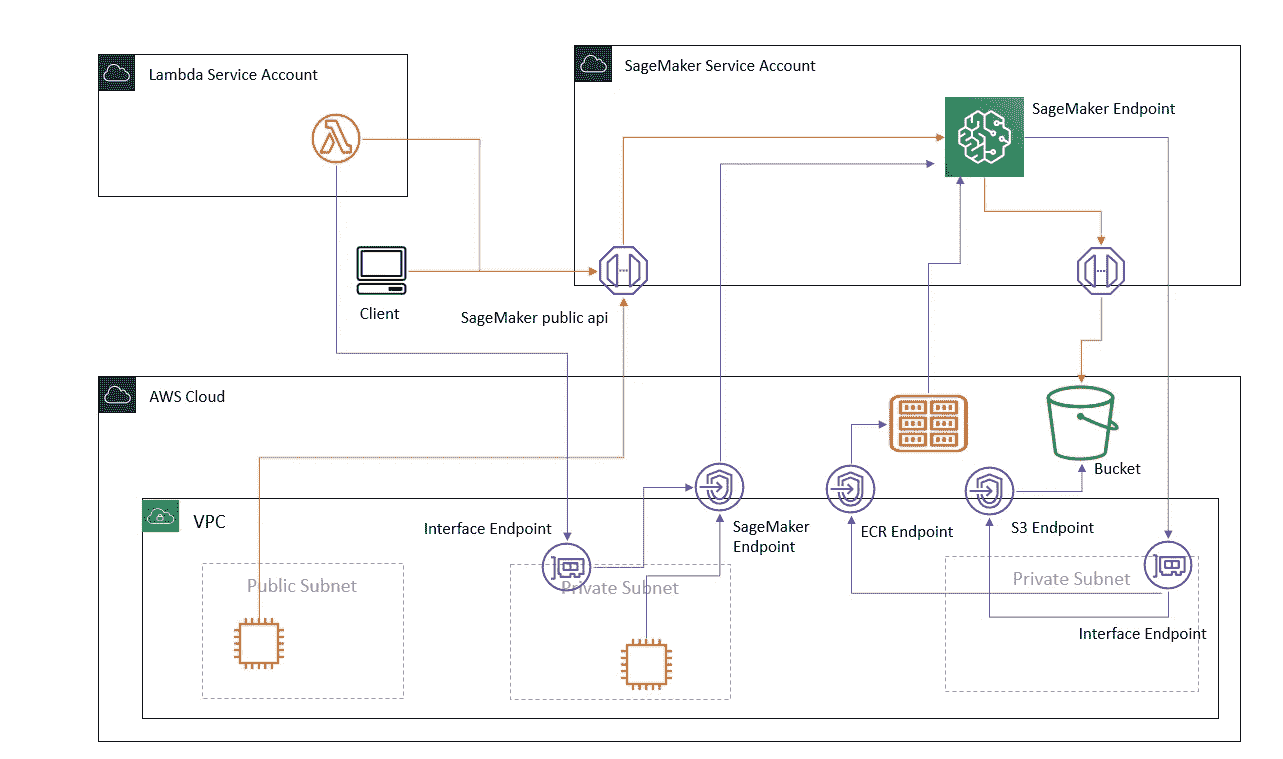 Lambda Service Account
SageMaker Service Account
SageMaker Endpoint
Client
SageMaker public api
AWS Cloud
Bucket
VPC
Interface Endpoint
SageMaker
Endpoint
ECR Endpoint
S3 Endpoint
Public Subnet
Private Subnet
Private Subnet
Interface Endpoint